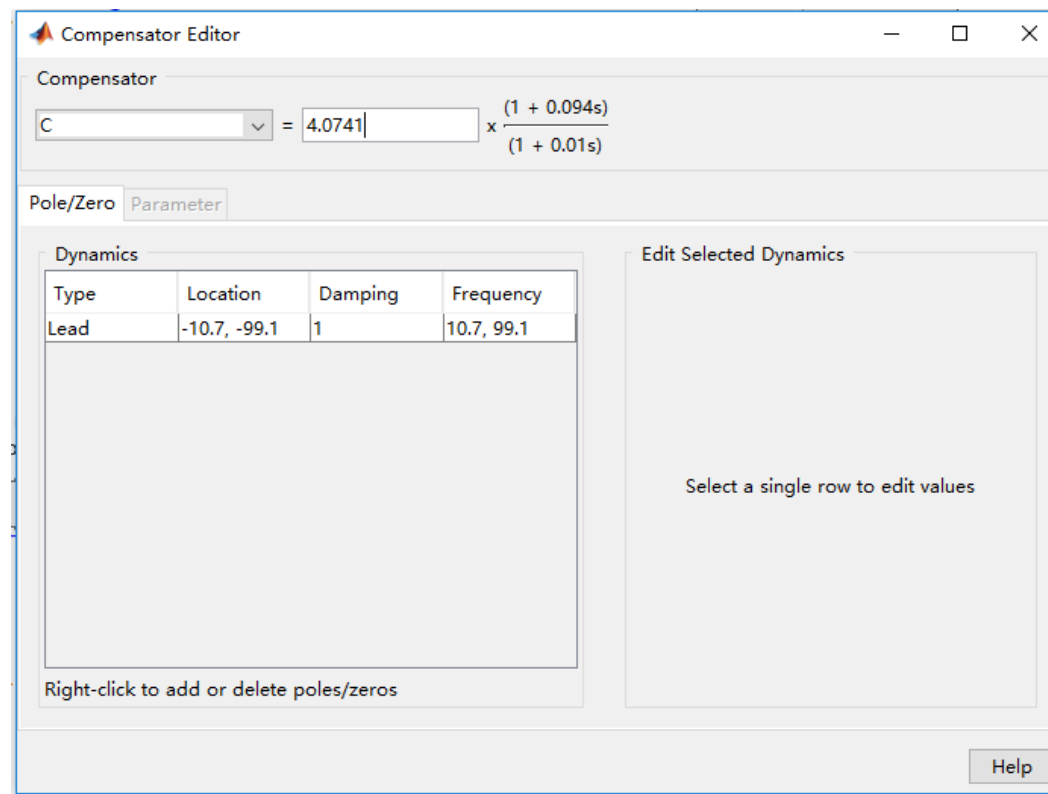 Compensator Editor
Compensator
C = 4.0741 x (1 + 0.094s)
(1 + 0.01s)
Pole/Zero Parameter
Dynamics
Edit Selected Dynamics
Type Location Damping Frequency
Lead -10.7, -99.1 1 10.7, 99.1
Select a single row to edit values
Right-click to add or delete poles/zeros
Help